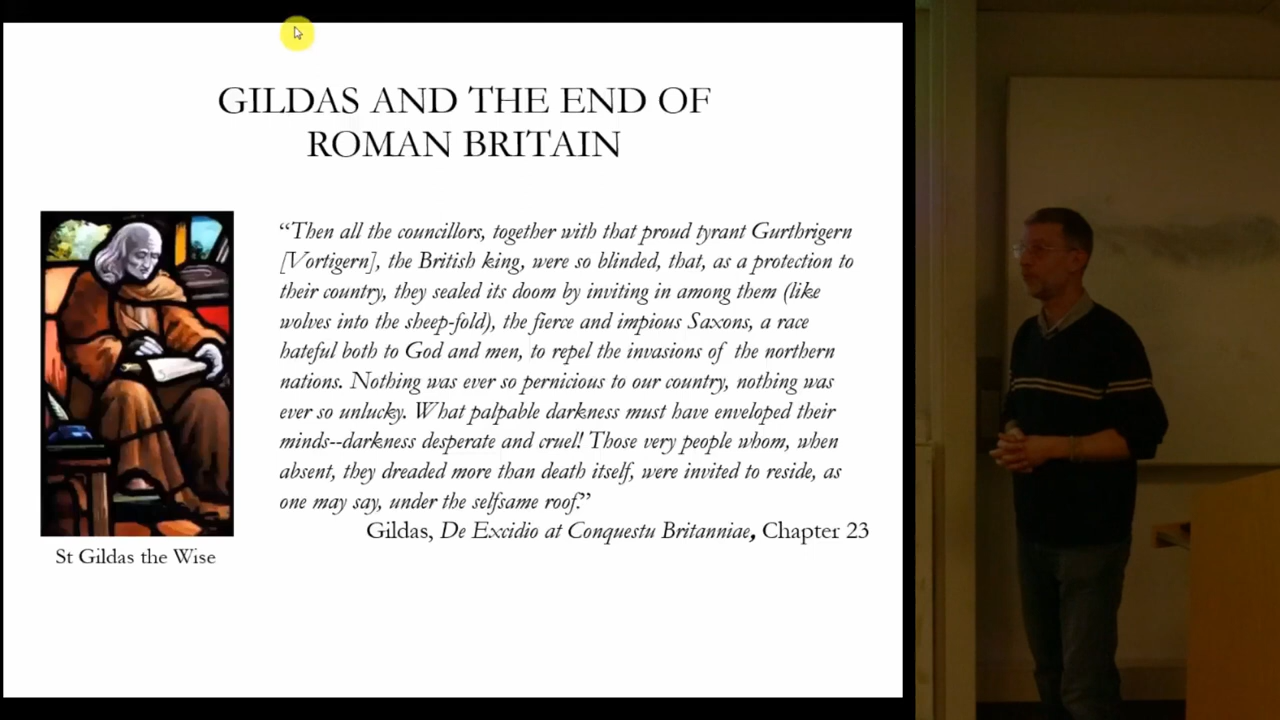 GILDAS AND THE END OF
ROMAN BRITAIN
“Then all the councillors, together with that proud tyrant Gurthrigern
[Vortigern], the British king, were so blinded, that, as a protection to
their country, they sealed its doom by inviting in among them (like
wolves into the sheep-fold), the fierce and impious Saxons, a race
hateful both to God and men, to repel the invasions of the northern
nations. Nothing was ever so pernicious to our country, nothing was
ever so unlucky. What palpable darkness must have enveloped their
minds--darkness desperate and cruel! Those very people whom, when
absent, they dreaded more than death itself, were invited to reside, as
one may say, under the selfsame roof.”
Gildas, De Excidio at Conquestu Britanniae, Chapter 23
St Gildas the Wise